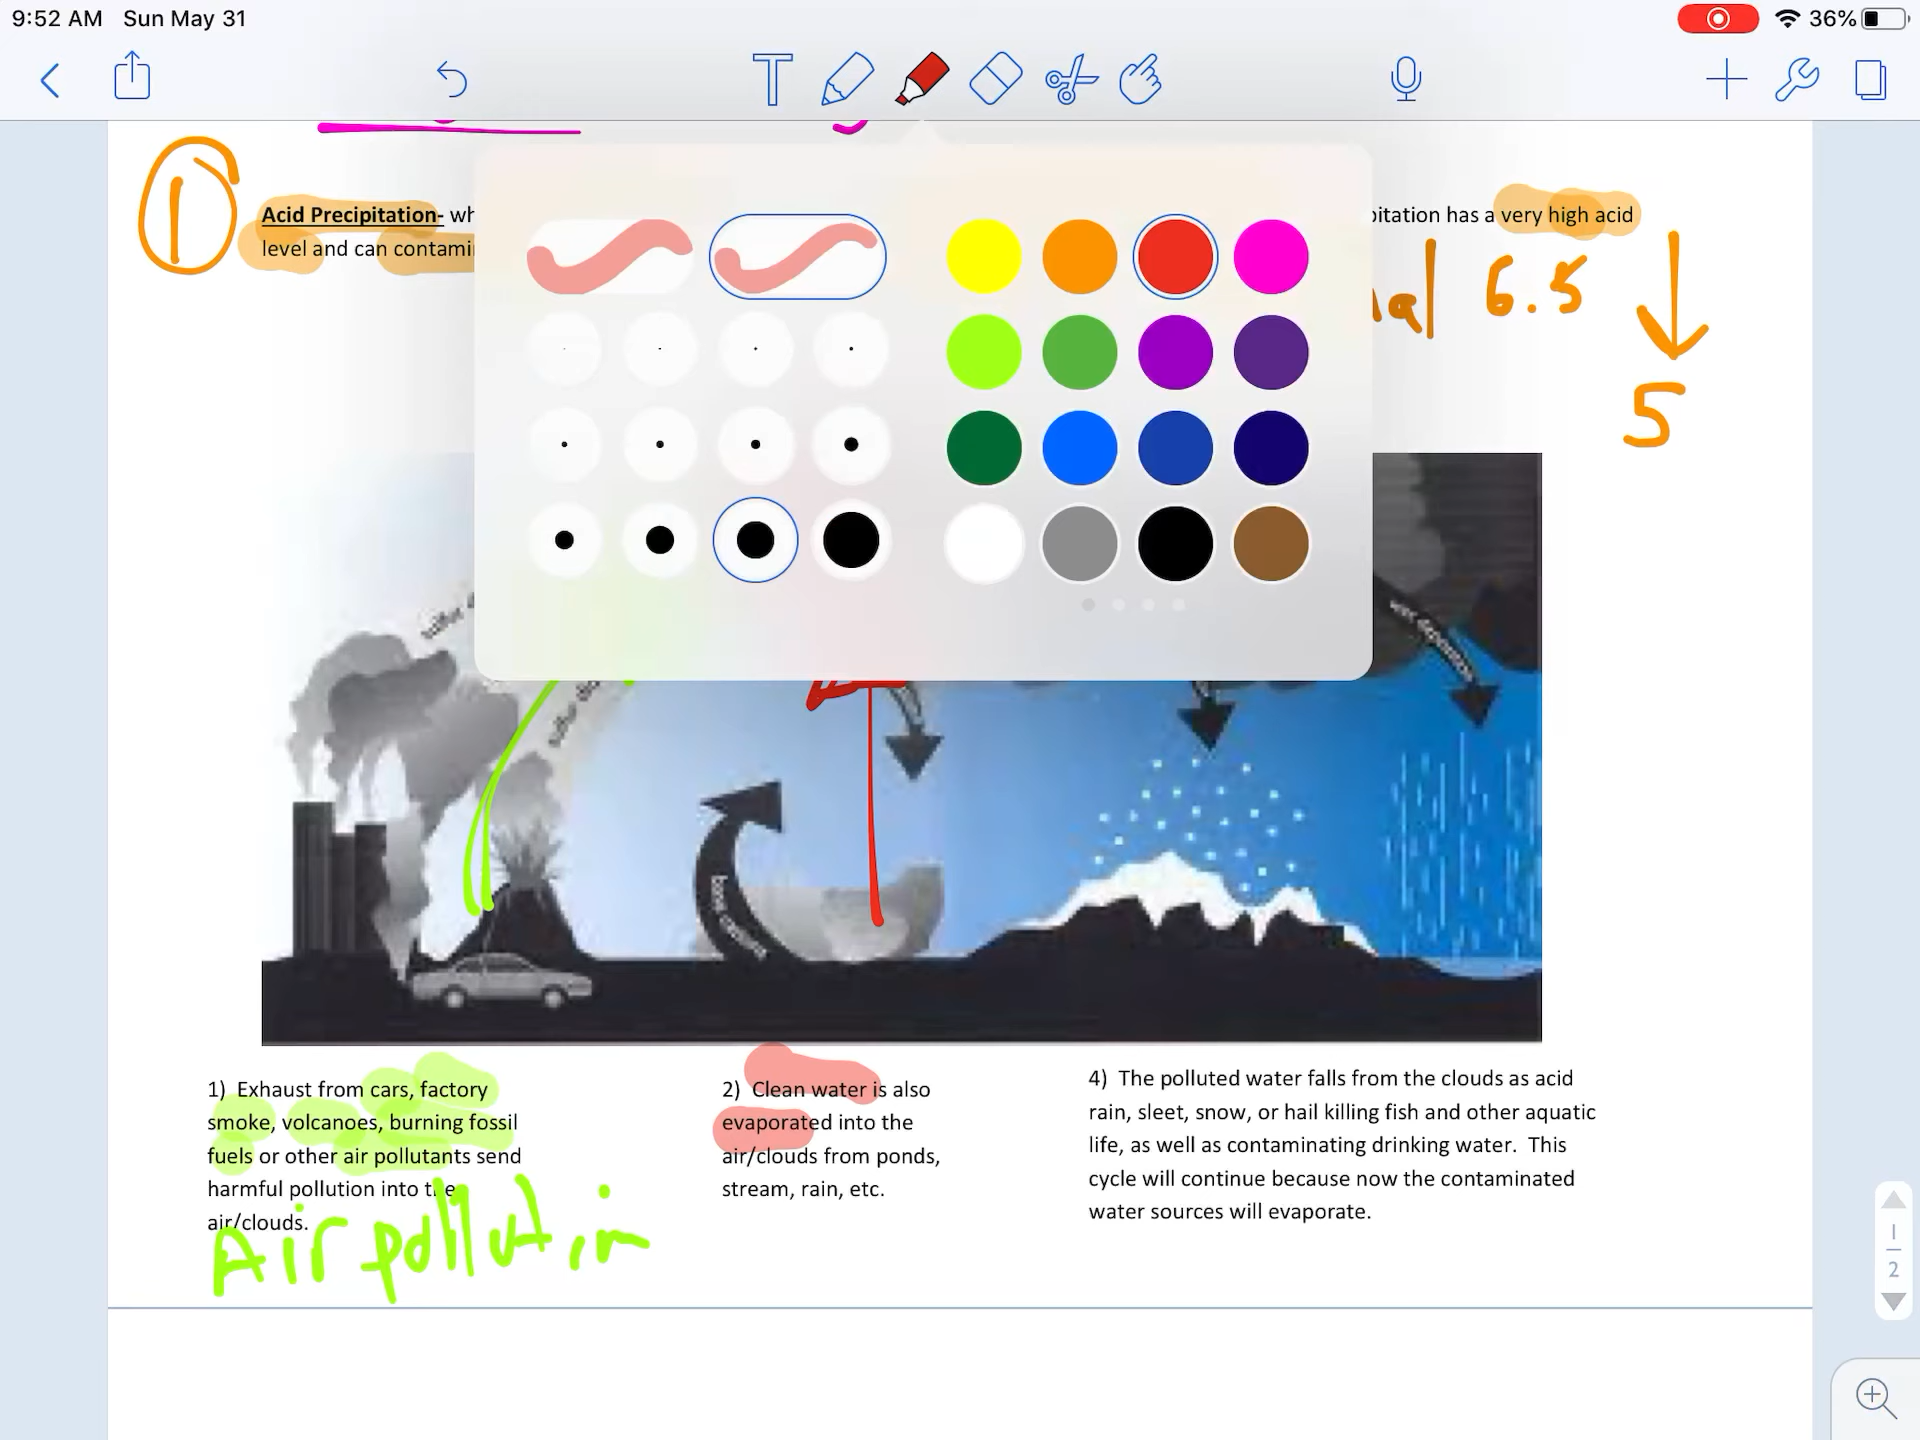 9:52 AM Sun May 31
36%
T
1
Acid Precipitation- wh
pitation has a very high acid
level and can contami
al 6.5
5
1) Exhaust from cars, factory
smoke, volcanoes, burning fossil
fuels or other air pollutants send
harmful pollution into the
air/clouds.
Air pollutin
2) Clean water is also
evaporated into the
air/clouds from ponds,
stream, rain, etc.
4) The polluted water falls from the clouds as acid
rain, sleet, snow, or hail killing fish and other aquatic
life, as well as contaminating drinking water. This
cycle will continue because now the contaminated
water sources will evaporate.
1
2